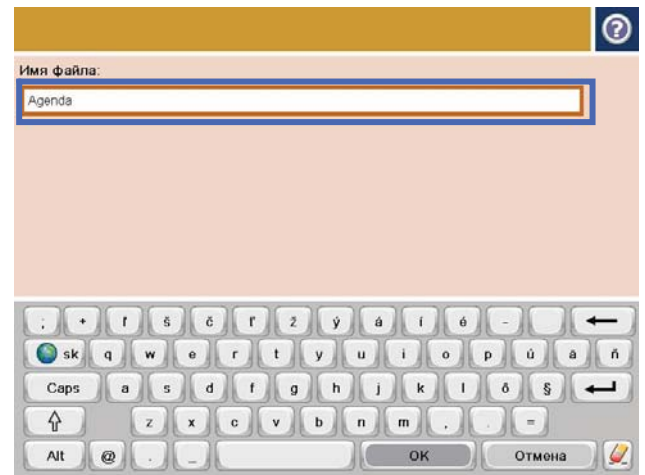 ?
Имя файла:
Agenda
; + ľ š č ť ž ý á í é -
sk q w e r t y u i o p ú ä ň
Caps a s d f g h j k l ô §
z x c v b n m , . =
Alt @ . _ OK Отмена